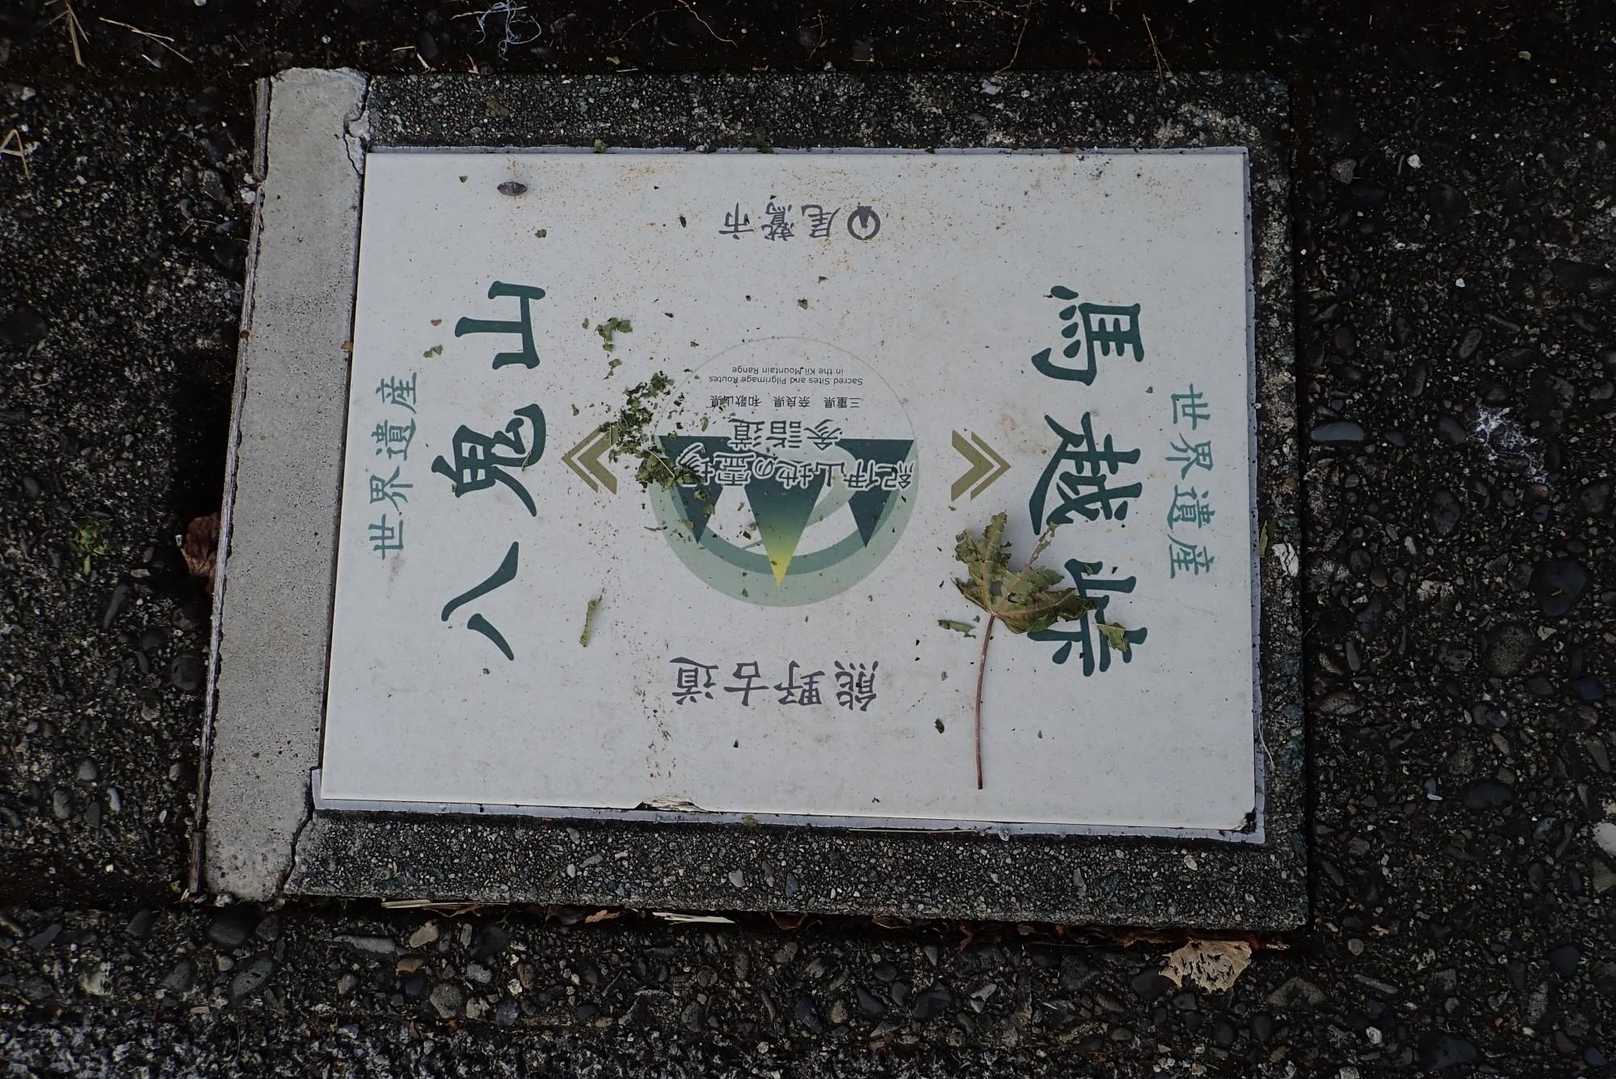 世界遺産
馬越峠
世界遺産
八鬼山
熊野古道
紀伊山地の霊場
参詣道
三重県 奈良県 和歌山県
Sacred Sites and Pilgrimage Routes
in the Kii Mountain Range
尾鷲市